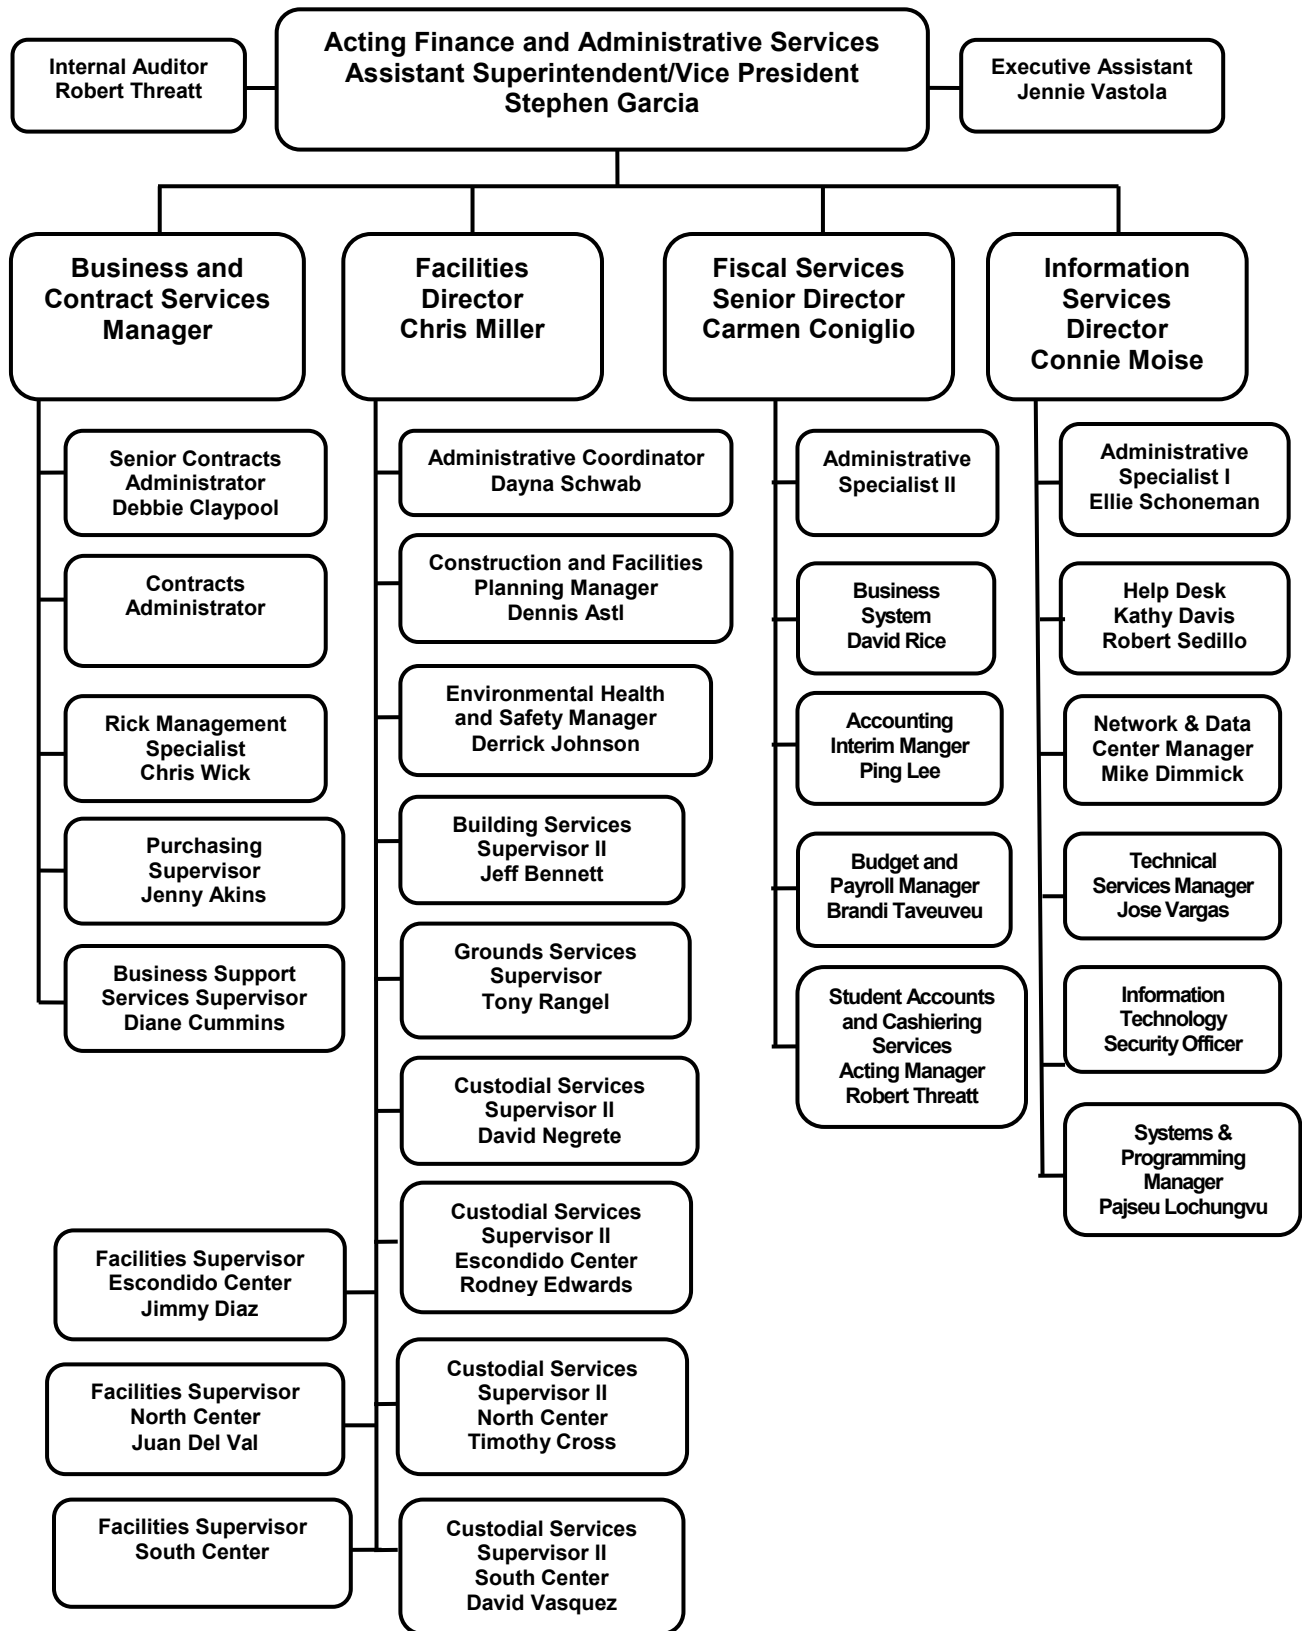 Internal Auditor
Robert Threatt
Acting Finance and Administrative Services
Assistant Superintendent/Vice President
Stephen Garcia
Executive Assistant
Jennie Vastola
Business and
Contract Services
Manager
Facilities
Director
Chris Miller
Fiscal Services
Senior Director
Carmen Coniglio
Information
Services
Director
Connie Moise
Senior Contracts
Administrator
Debbie Claypool
Contracts
Administrator
Rick Management
Specialist
Chris Wick
Purchasing
Supervisor
Jenny Akins
Business Support
Services Supervisor
Diane Cummins
Administrative Coordinator
Dayna Schwab
Construction and Facilities
Planning Manager
Dennis Astl
Environmental Health
and Safety Manager
Derrick Johnson
Building Services
Supervisor II
Jeff Bennett
Grounds Services
Supervisor
Tony Rangel
Custodial Services
Supervisor II
David Negrete
Custodial Services
Supervisor II
Escondido Center
Rodney Edwards
Facilities Supervisor
Escondido Center
Jimmy Diaz
Custodial Services
Supervisor II
North Center
Timothy Cross
Facilities Supervisor
North Center
Juan Del Val
Facilities Supervisor
South Center
Custodial Services
Supervisor II
South Center
David Vasquez
Administrative
Specialist II
Business
System
David Rice
Accounting
Interim Manger
Ping Lee
Budget and
Payroll Manager
Brandi Taveuveu
Student Accounts
and Cashiering
Services
Acting Manager
Robert Threatt
Administrative
Specialist I
Ellie Schoneman
Help Desk
Kathy Davis
Robert Sedillo
Network & Data
Center Manager
Mike Dimmick
Technical
Services Manager
Jose Vargas
Information
Technology
Security Officer
Systems &
Programming
Manager
Pajseu Lochungvu